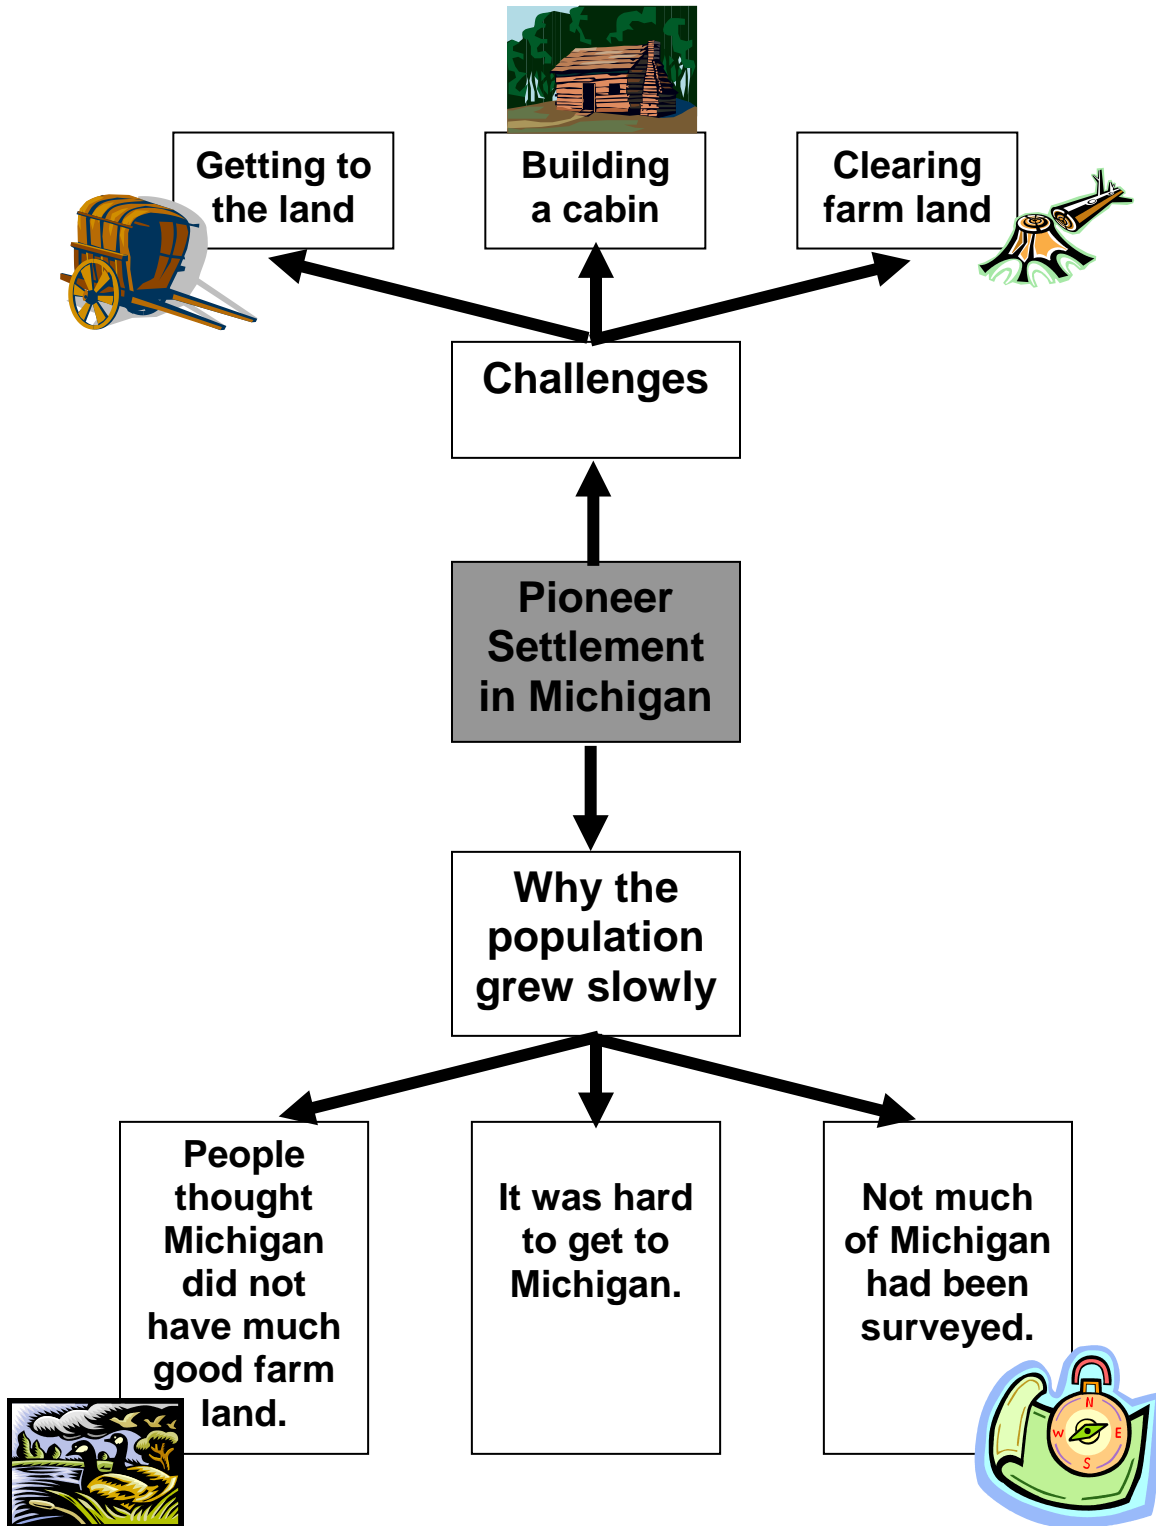 Getting to
the land
Building
a cabin
Clearing
farm land
Challenges
Pioneer
Settlement
in Michigan
Why the
population
grew slowly
People
thought
Michigan
did not
have much
good farm
land.
It was hard
to get to
Michigan.
Not much
of Michigan
had been
surveyed.
N
W
E
S